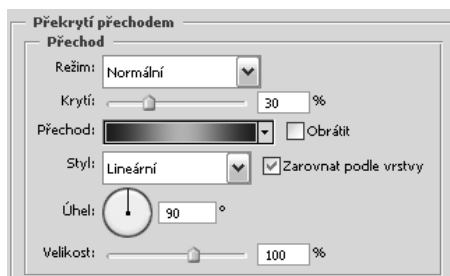 Překrytí přechodem
Přechod
Režim: Normální
Krytí: 30 %
Přechod: Obrátit
Styl: Lineární Zarovnat podle vrstvy
Úhel: 90 °
Velikost: 100 %